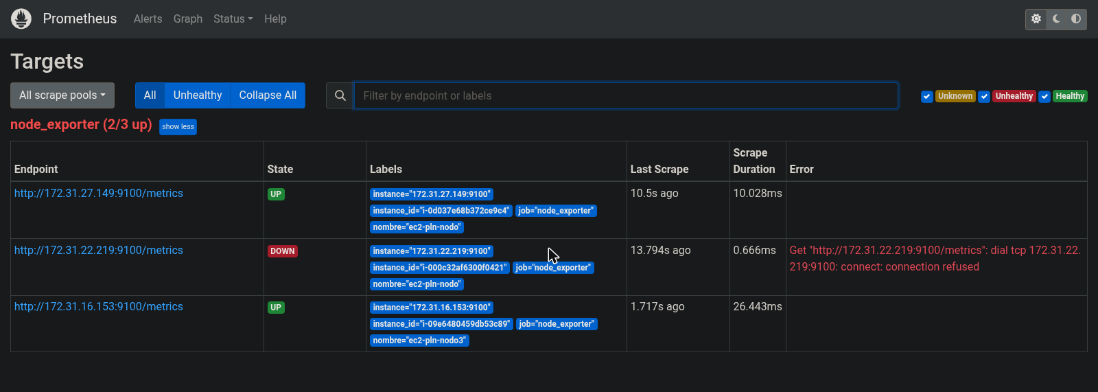 Prometheus Alerts Graph Status Help
Targets
All scrape pools All Unhealthy Collapse All Filter by endpoint or labels Unknown Unhealthy Healthy
node_exporter (2/3 up) show less
Endpoint State Labels Last Scrape Scrape Duration Error
http://172.31.27.149:9100/metrics UP instance="172.31.27.149:9100" 10.5s ago 10.028ms
instance_id="i-0d037e68b372ce9c4" job="node_exporter"
nombre="ec2-pln-nodo"
http://172.31.22.219:9100/metrics DOWN instance="172.31.22.219:9100" 13.794s ago 0.666ms Get "http://172.31.22.219:9100/metrics": dial tcp 172.31.22.
instance_id="i-000c32af6300f0421" job="node_exporter" 219:9100: connect: connection refused
nombre="ec2-pln-nodo"
http://172.31.16.153:9100/metrics UP instance="172.31.16.153:9100" 1.717s ago 26.443ms
instance_id="i-09e6480459db53c89" job="node_exporter"
nombre="ec2-pln-nodo3"